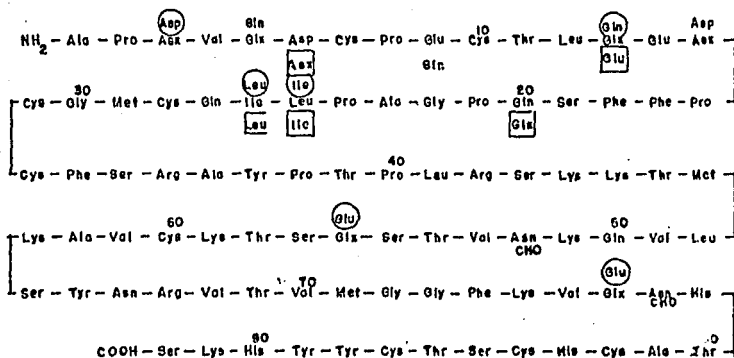 Asp Gln Gln Asp
NH2 – Ala – Pro – Asx – Val – Glx – Asp – Cys – Pro – Glu – Cys – Thr – Leu – Glx – Glu – Asx
10
Asx Gln Glu
30 Leu Ile 20
Cys – Gly – Met – Cys – Gln – Ile – Leu – Pro – Ala – Gly – Pro – Gln – Ser – Phe – Phe – Pro
Leu Ile Glx
40
Cys – Phe – Ser – Arg – Ala – Tyr – Pro – Thr – Pro – Leu – Arg – Ser – Lys – Lys – Thr – Met
60 Glu 50
Lys – Ala – Val – Cys – Lys – Thr – Ser – Glx – Ser – Thr – Val – Asn – Lys – Gln – Val – Leu
CHO
70 Glu
Ser – Tyr – Asn – Arg – Val – Thr – Val – Met – Gly – Gly – Phe – Lys – Val – Glx – Asn – His
CHO
90
COOH – Ser – Lys – His – Tyr – Tyr – Cys – Thr – Ser – Cys – His – Cys – Ala – Thr